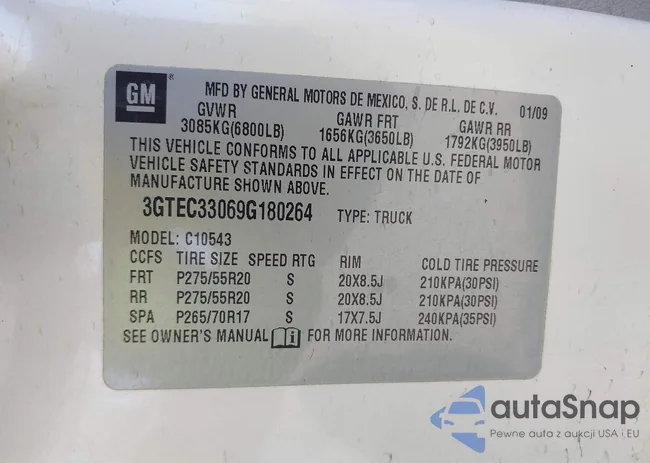 GM ®
MFD BY GENERAL MOTORS DE MEXICO, S. DE R.L. DE C.V. 01/09
GVWR GAWR FRT GAWR RR
3085KG(6800LB) 1656KG(3650LB) 1792KG(3950LB)
THIS VEHICLE CONFORMS TO ALL APPLICABLE U.S. FEDERAL MOTOR
VEHICLE SAFETY STANDARDS IN EFFECT ON THE DATE OF
MANUFACTURE SHOWN ABOVE.
3GTEC33069G180264 TYPE: TRUCK
MODEL: C10543
CCFS TIRE SIZE SPEED RTG RIM COLD TIRE PRESSURE
FRT P275/55R20 S 20X8.5J 210KPA(30PSI)
RR P275/55R20 S 20X8.5J 210KPA(30PSI)
SPA P265/70R17 S 17X7.5J 240KPA(35PSI)
SEE OWNER'S MANUAL FOR MORE INFORMATION.
autaSnap
Pewne auta z aukcji USA i EU